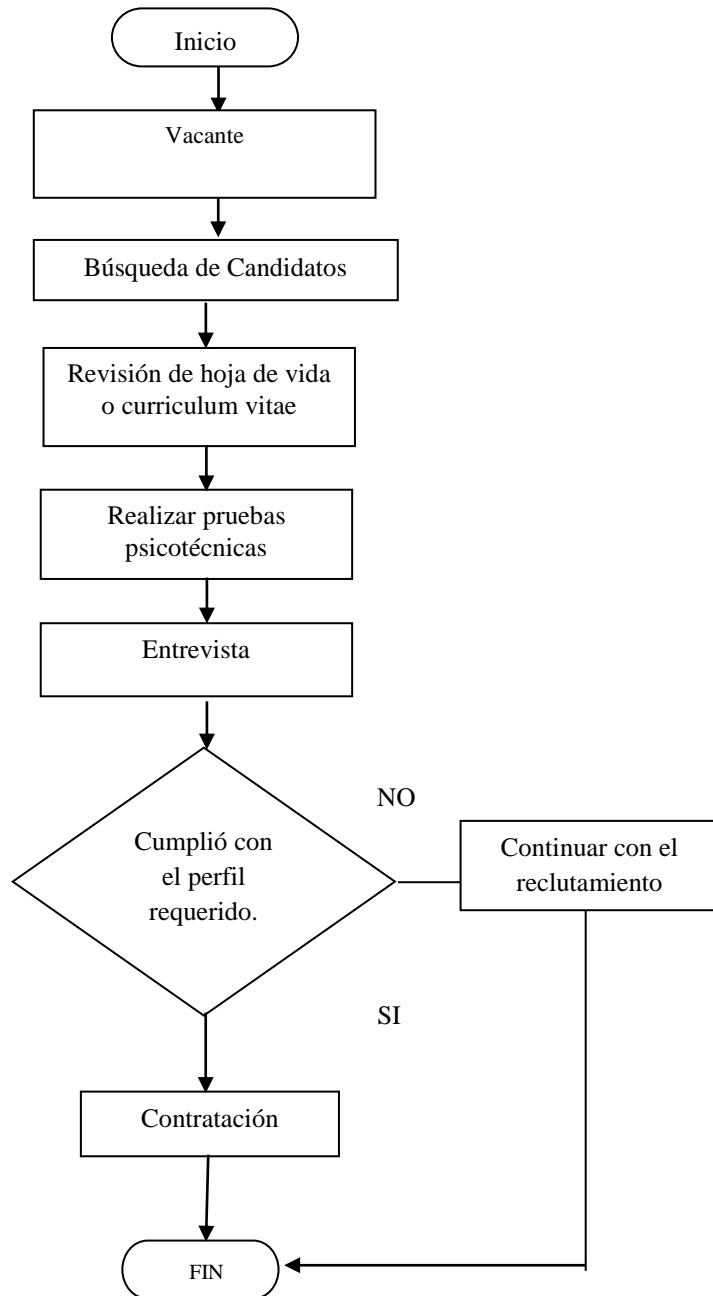 Inicio
Vacante
Búsqueda de Candidatos
Revisión de hoja de vida
o curriculum vitae
Realizar pruebas
psicotécnicas
Entrevista
NO
Cumplió con
el perfil
requerido.
Continuar con el
reclutamiento
SI
Contratación
FIN